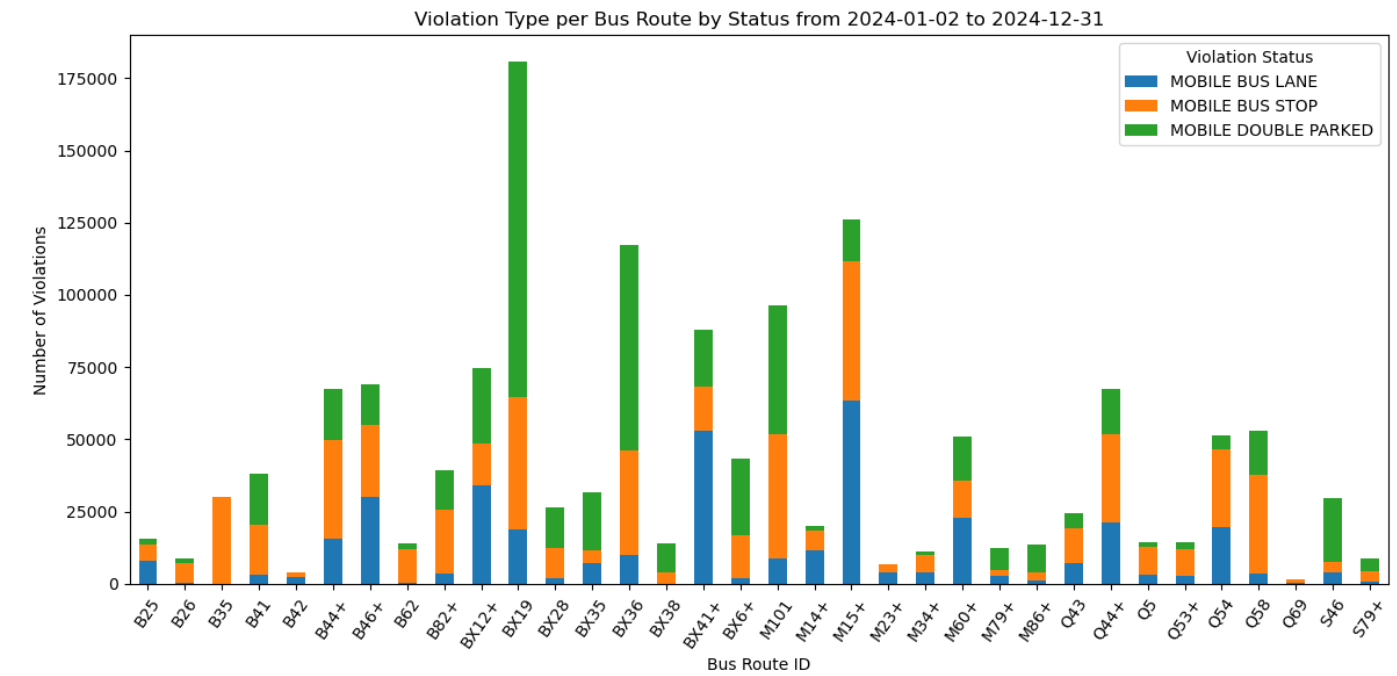 Violation Type per Bus Route by Status from 2024-01-02 to 2024-12-31
Violation Status
MOBILE BUS LANE
MOBILE BUS STOP
MOBILE DOUBLE PARKED
Number of Violations
175000
150000
125000
100000
75000
50000
25000
0
B25 B26 B35 B41 B42 B44+ B46+ B62 B82+ BX12+ BX19 BX28 BX35 BX36 BX38 BX41+ BX6+ M101 M14+ M15+ M23+ M34+ M60+ M79+ M86+ Q43 Q44+ Q5 Q53+ Q54 Q58 Q69 S46 S79+
Bus Route ID